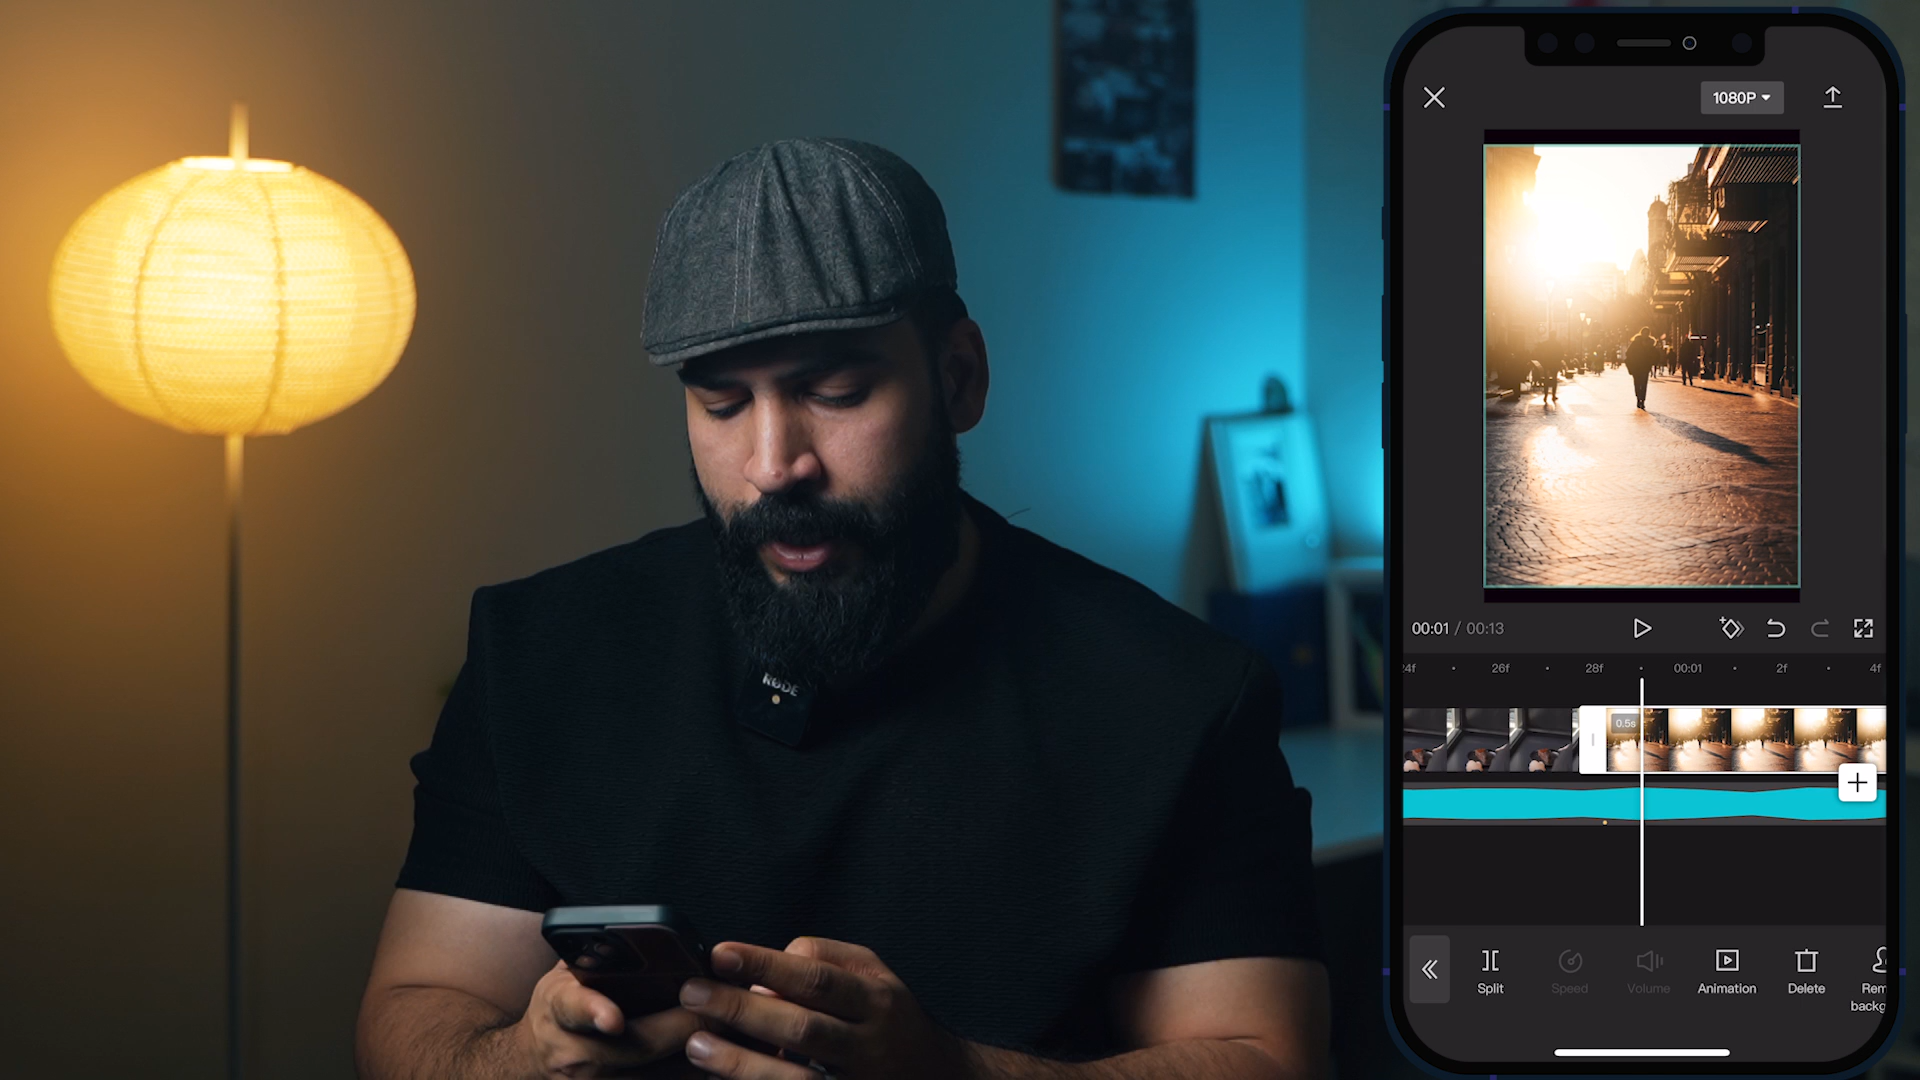 1080P
RØDE
00:01 / 00:13
24f 26f 28f 00:01 2f 4f
0.5s
Split Speed Volume Animation Delete Rem
backg